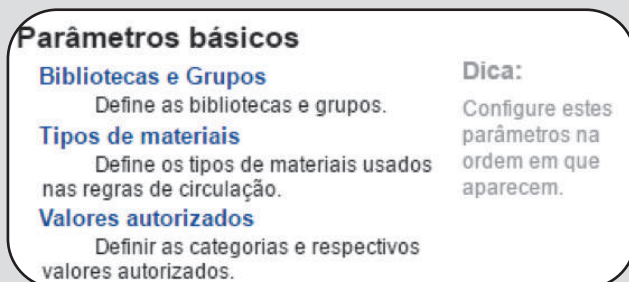 Parâmetros básicos
Bibliotecas e Grupos
Define as bibliotecas e grupos.
Tipos de materiais
Define os tipos de materiais usados
nas regras de circulação.
Valores autorizados
Definir as categorias e respectivos
valores autorizados.
Dica:
Configure estes
parâmetros na
ordem em que
aparecem.